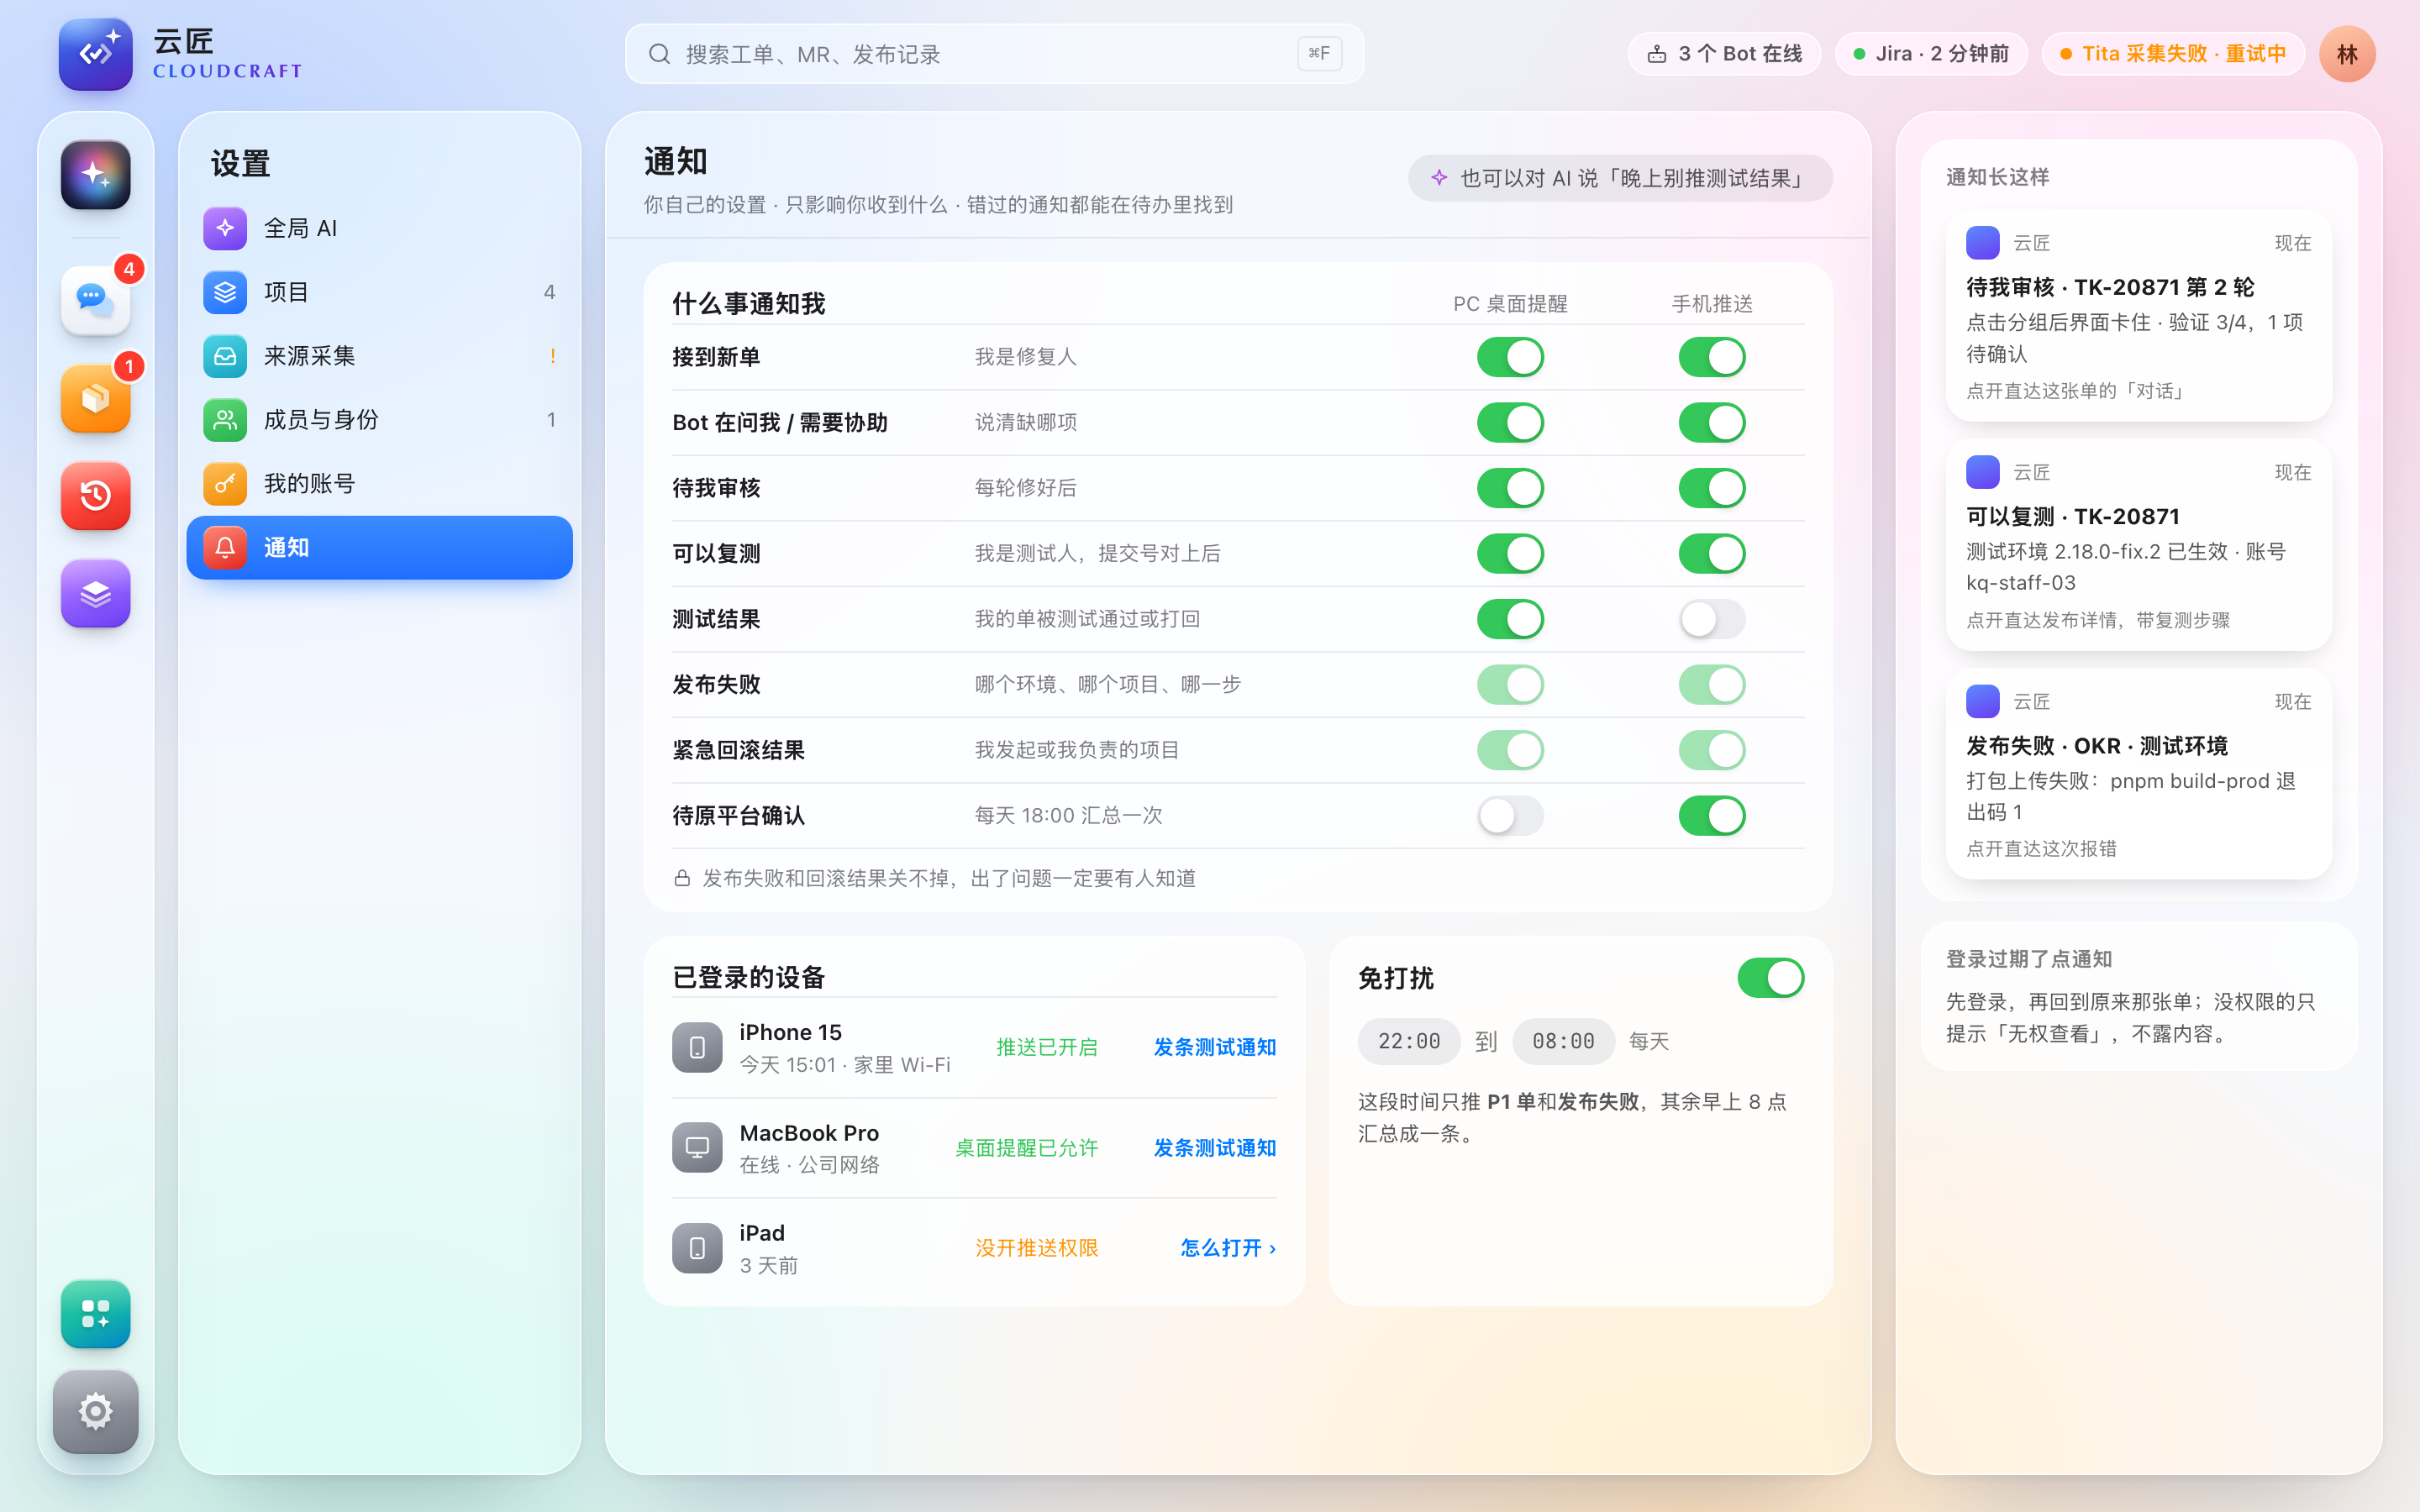 云匠
CLOUDCRAFT
搜索工单、MR、发布记录
⌘F
3 个 Bot 在线
Jira · 2 分钟前
Tita 采集失败 · 重试中
林
4
1
设置
全局 AI
项目
4
来源采集
!
成员与身份
1
我的账号
通知
通知
你自己的设置 · 只影响你收到什么 · 错过的通知都能在待办里找到
也可以对 AI 说「晚上别推测试结果」
什么事通知我
PC 桌面提醒
手机推送
接到新单
我是修复人
Bot 在问我 / 需要协助
说清缺哪项
待我审核
每轮修好后
可以复测
我是测试人，提交号对上后
测试结果
我的单被测试通过或打回
发布失败
哪个环境、哪个项目、哪一步
紧急回滚结果
我发起或我负责的项目
待原平台确认
每天 18:00 汇总一次
发布失败和回滚结果关不掉，出了问题一定要有人知道
已登录的设备
iPhone 15
今天 15:01 · 家里 Wi-Fi
推送已开启
发条测试通知
MacBook Pro
在线 · 公司网络
桌面提醒已允许
发条测试通知
iPad
3 天前
没开推送权限
怎么打开 ›
免打扰
22:00 到 08:00 每天
这段时间只推 P1 单和发布失败，其余早上 8 点
汇总成一条。
通知长这样
云匠
现在
待我审核 · TK-20871 第 2 轮
点击分组后界面卡住 · 验证 3/4，1 项
待确认
点开直达这张单的「对话」
云匠
现在
可以复测 · TK-20871
测试环境 2.18.0-fix.2 已生效 · 账号
kq-staff-03
点开直达发布详情，带复测步骤
云匠
现在
发布失败 · OKR · 测试环境
打包上传失败：pnpm build-prod 退
出码 1
点开直达这次报错
登录过期了点通知
先登录，再回到原来那张单；没权限的只
提示「无权查看」，不露内容。